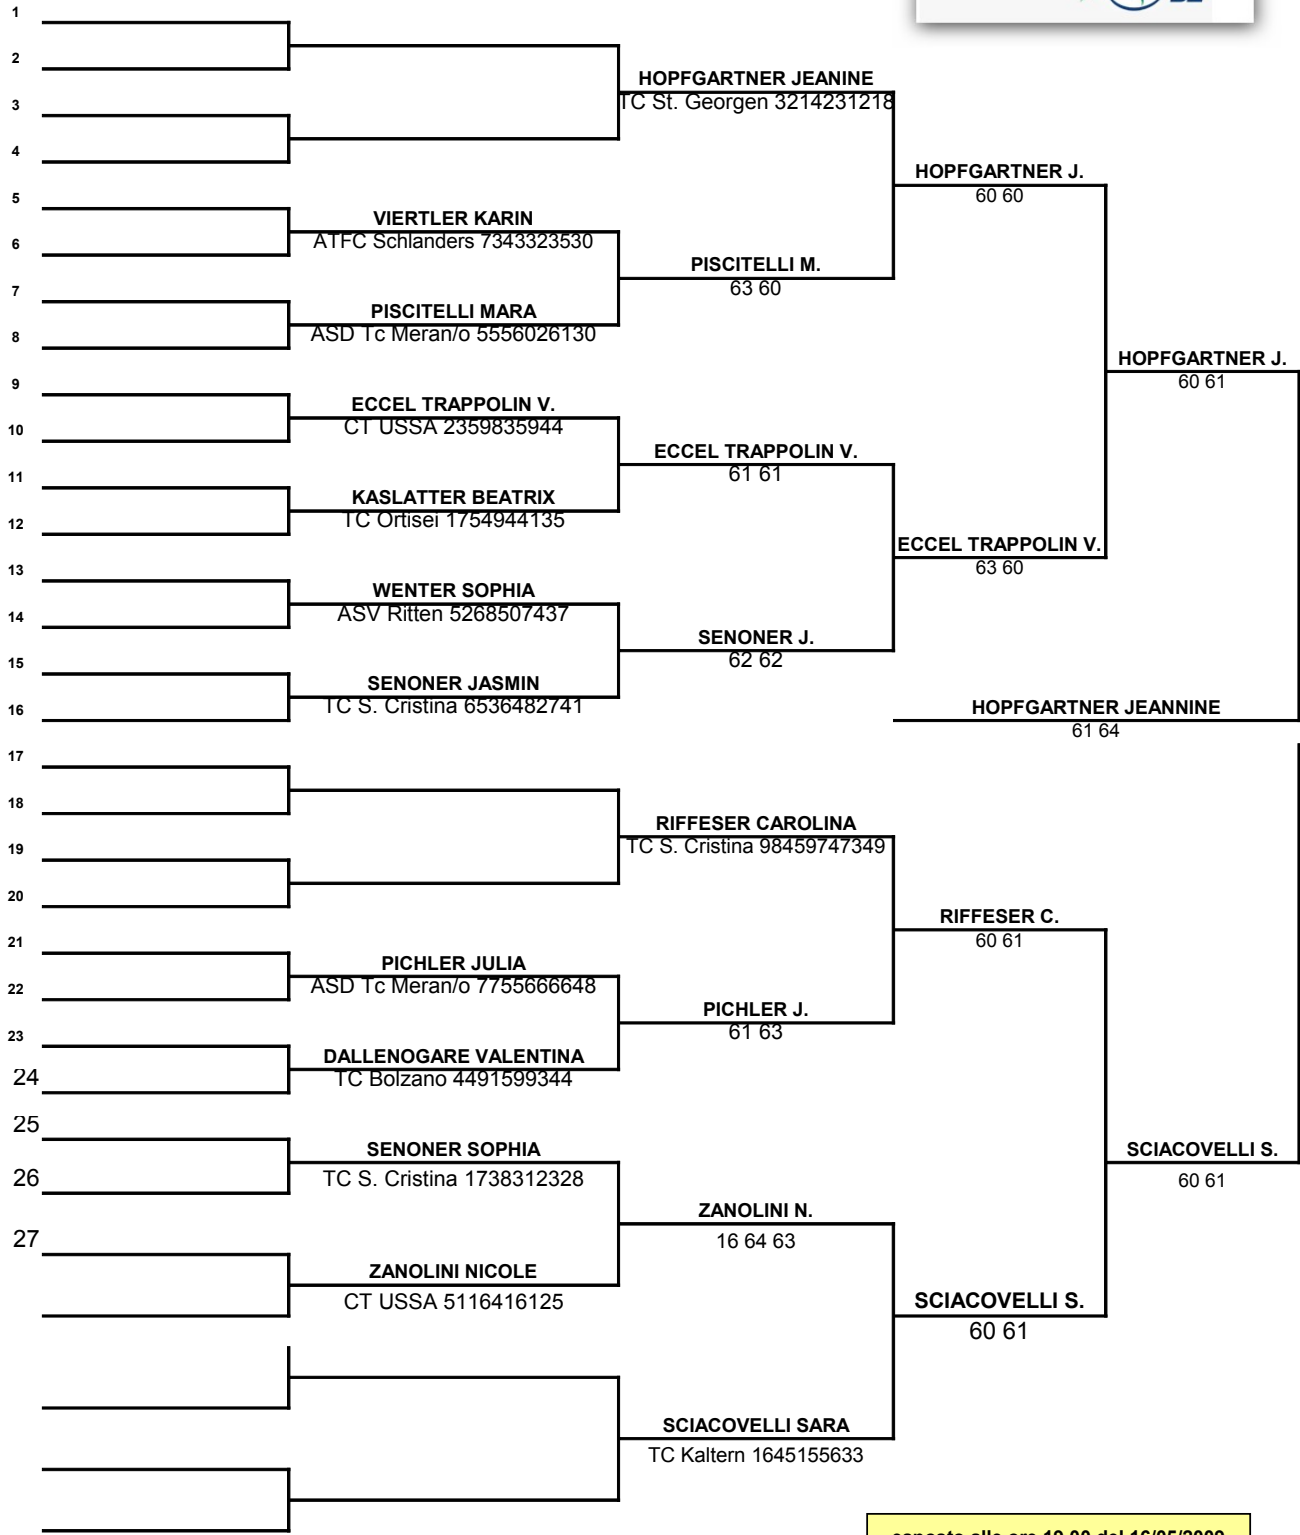 1
2
HOPFGARTNER JEANINE
TC St. Georgen 3214231218
3
4
HOPFGARTNER J.
60 60
5
VIERTLER KARIN
ATFC Schlanders 7343323530
6
PISCITELLI M.
63 60
7
PISCITELLI MARA
ASD Tc Meran/o 5556026130
8
HOPFGARTNER J.
60 61
9
ECCEL TRAPPOLIN V.
CT USSA 2359835944
10
ECCEL TRAPPOLIN V.
61 61
11
KASLATTER BEATRIX
TC Ortisei 1754944135
12
ECCEL TRAPPOLIN V.
63 60
13
WENTER SOPHIA
ASV Ritten 5268507437
14
SENONER J.
62 62
15
SENONER JASMIN
TC S. Cristina 6536482741
16
HOPFGARTNER JEANNINE
61 64
17
18
RIFFESER CAROLINA
TC S. Cristina 98459747349
19
20
RIFFESER C.
60 61
21
PICHLER JULIA
ASD Tc Meran/o 7755666648
22
PICHLER J.
61 63
23
DALLENOGARE VALENTINA
TC Bolzano 4491599344
24
25
SENONER SOPHIA
TC S. Cristina 1738312328
SCIACOVELLI S.
60 61
26
ZANOLINI N.
16 64 63
27
ZANOLINI NICOLE
CT USSA 5116416125
SCIACOVELLI S.
60 61
SCIACOVELLI SARA
TC Kaltern 1645155633